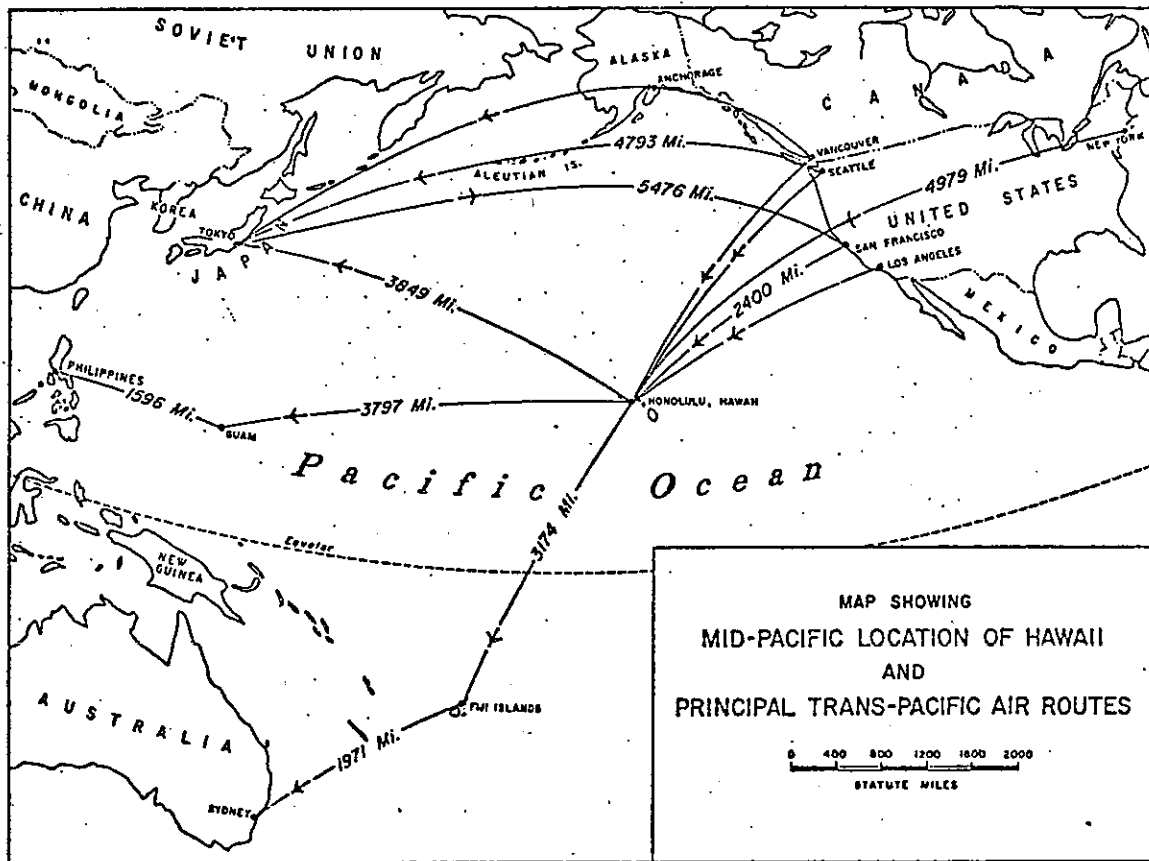 SOVIET UNION
ALASKA
ANCHORAGE
CANADA
MONGOLIA
VANCOUVER
SEATTLE
NEW YORK
4793 Mi.
ALEUTIAN IS.
4979 Mi.
5476 Mi.
UNITED STATES
CHINA
KOREA
TOKYO
JAPAN
SAN FRANCISCO
LOS ANGELES
3849 Mi.
2400 Mi.
MEXICO
PHILIPPINES
1596 Mi.
3797 Mi.
HONOLULU, HAWAII
GUAM
Pacific Ocean
3174 Mi.
Equator
NEW
GUINEA
MAP SHOWING
MID-PACIFIC LOCATION OF HAWAII
AND
PRINCIPAL TRANS-PACIFIC AIR ROUTES
0 400 800 1200 1600 2000
STATUTE MILES
AUSTRALIA
FIJI ISLANDS
1971 Mi.
SYDNEY